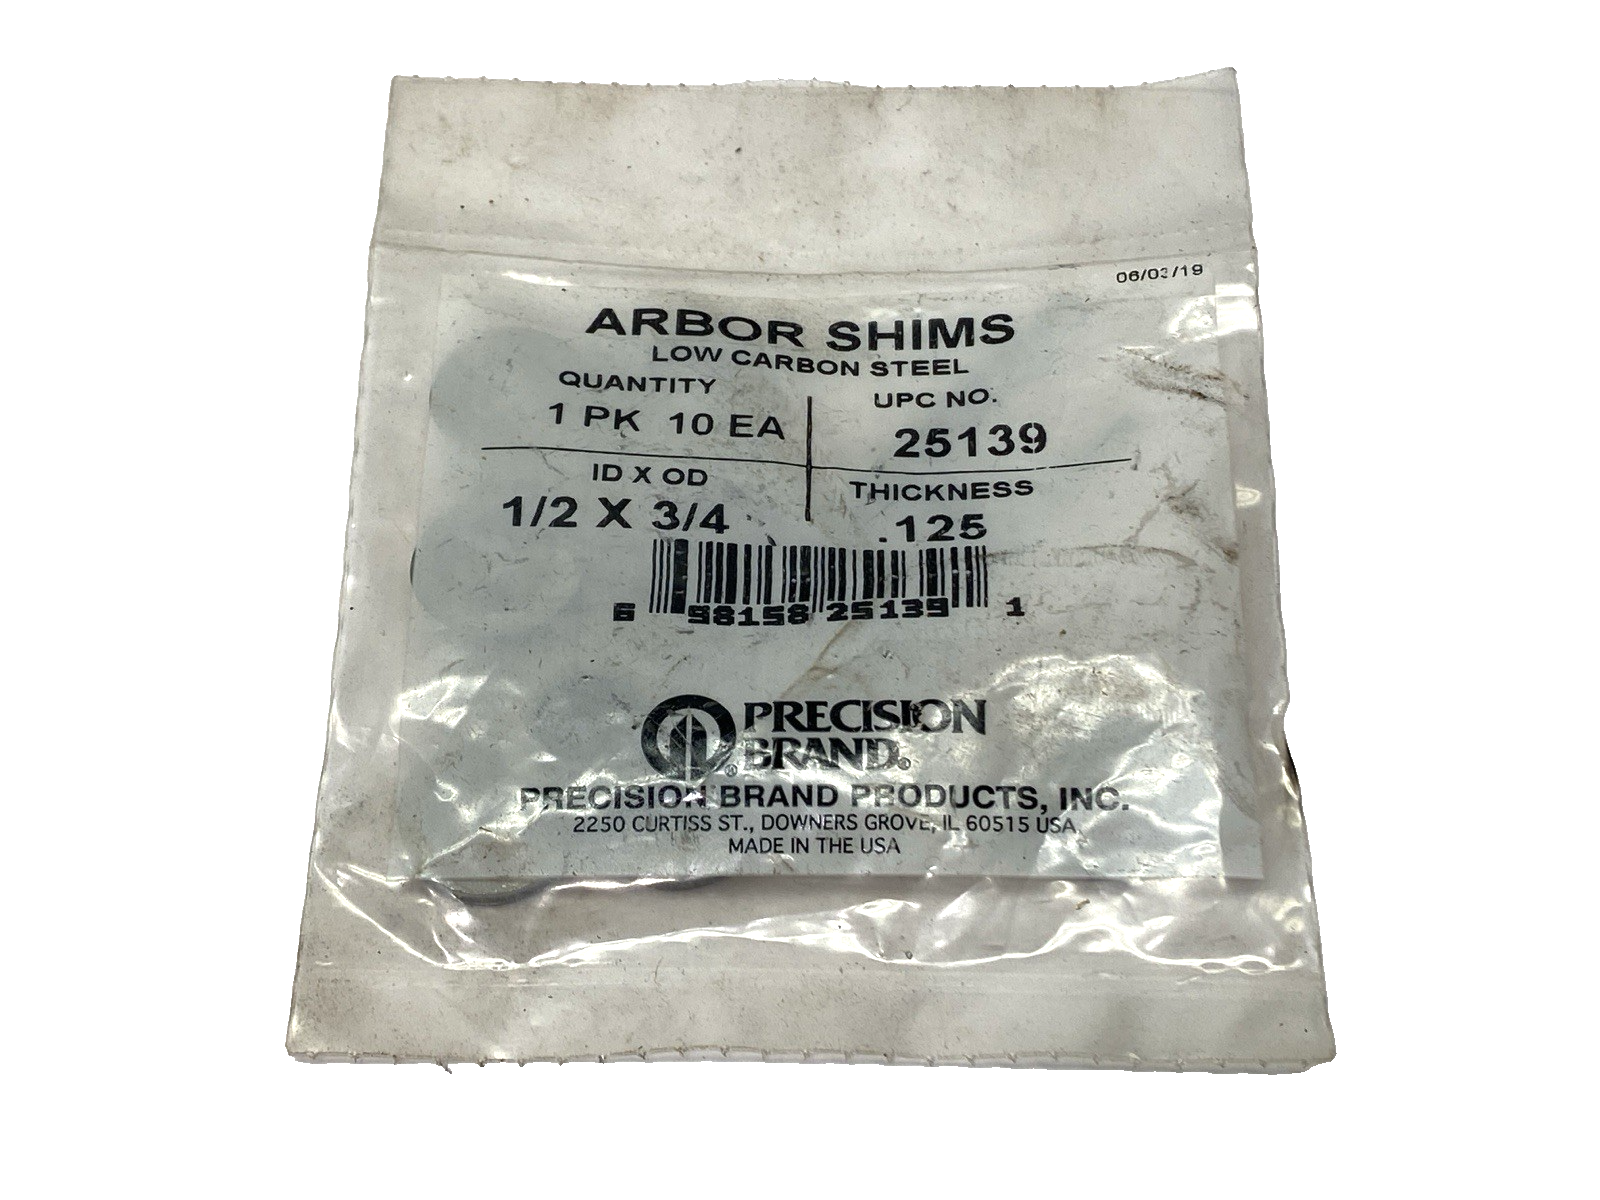 06/03/19
ARBOR SHIMS
LOW CARBON STEEL
QUANTITY
1 PK 10 EA
UPC NO.
25139
ID X OD
1/2 X 3/4
THICKNESS
.125
6 98158 25139 1
PRECISION
BRAND®
PRECISION BRAND PRODUCTS, INC.
2250 CURTISS ST., DOWNERS GROVE, IL 60515 USA
MADE IN THE USA